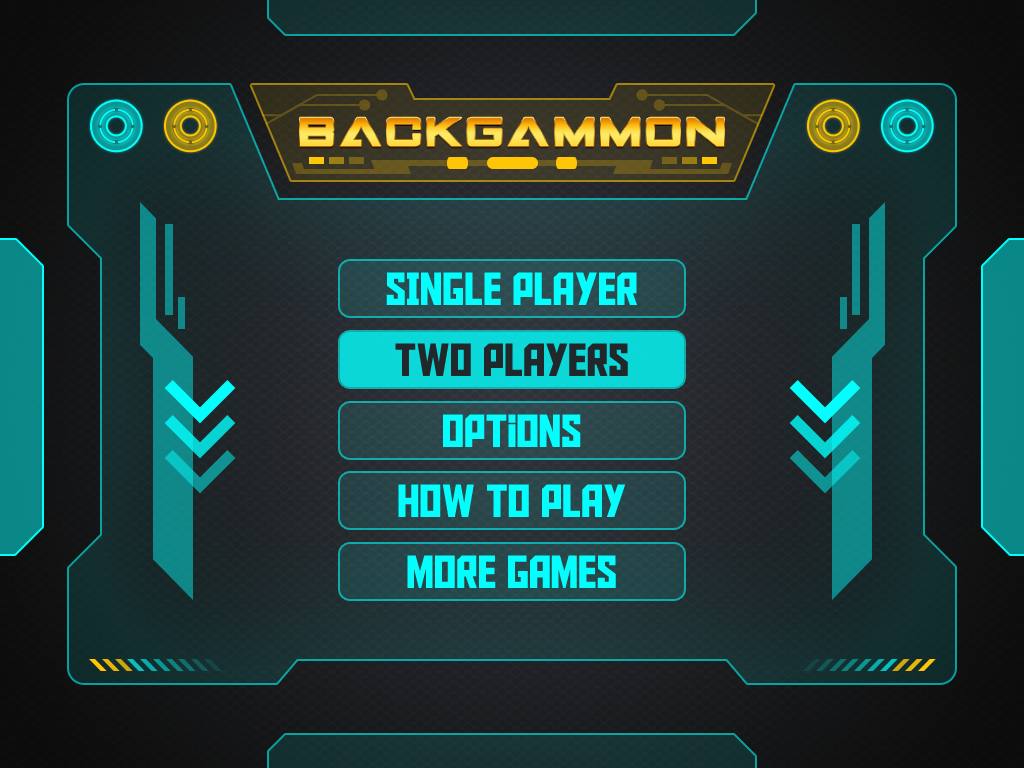 BACKGAMMON
SINGLE PLAYER
TWO PLAYERS
OPTiONS
HOW TO PLAY
MORE GAMES